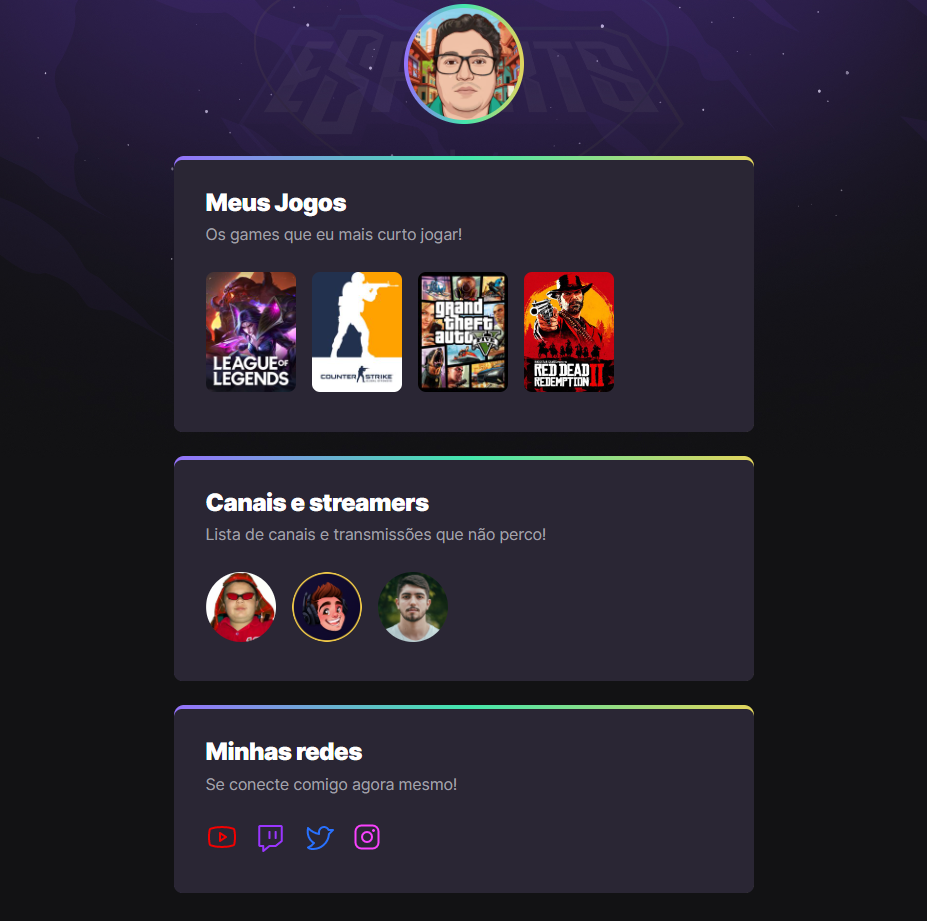 ESPORTS
Meus Jogos
Os games que eu mais curto jogar!
LEAGUE OF
LEGENDS
COUNTER STRIKE
grand
theft
auto V
FIVE
RED DEAD
REDEMPTION II
Canais e streamers
Lista de canais e transmissões que não perco!
Minhas redes
Se conecte comigo agora mesmo!